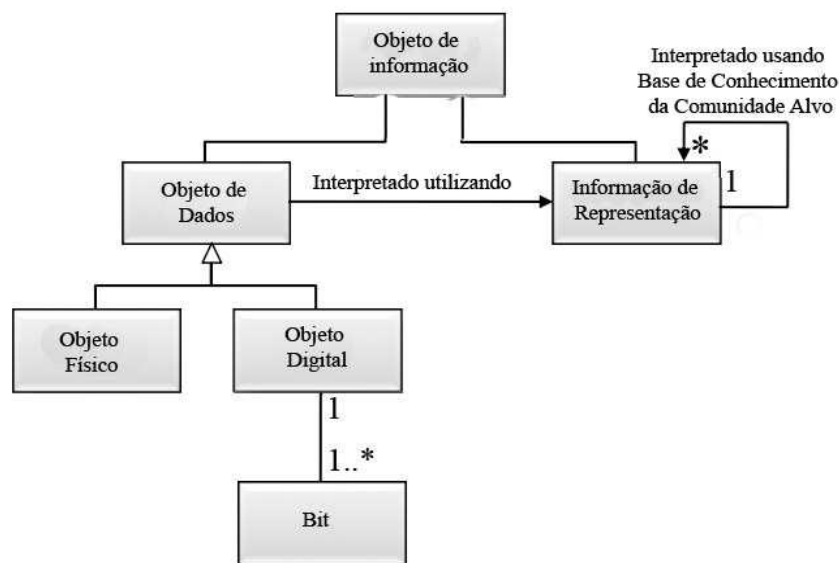 Objeto de
informação
Interpretado usando
Base de Conhecimento
da Comunidade Alvo
*
1
Objeto de
Dados
Interpretado utilizando
Informação de
Representação
Objeto
Físico
Objeto
Digital
1
1..*
Bit